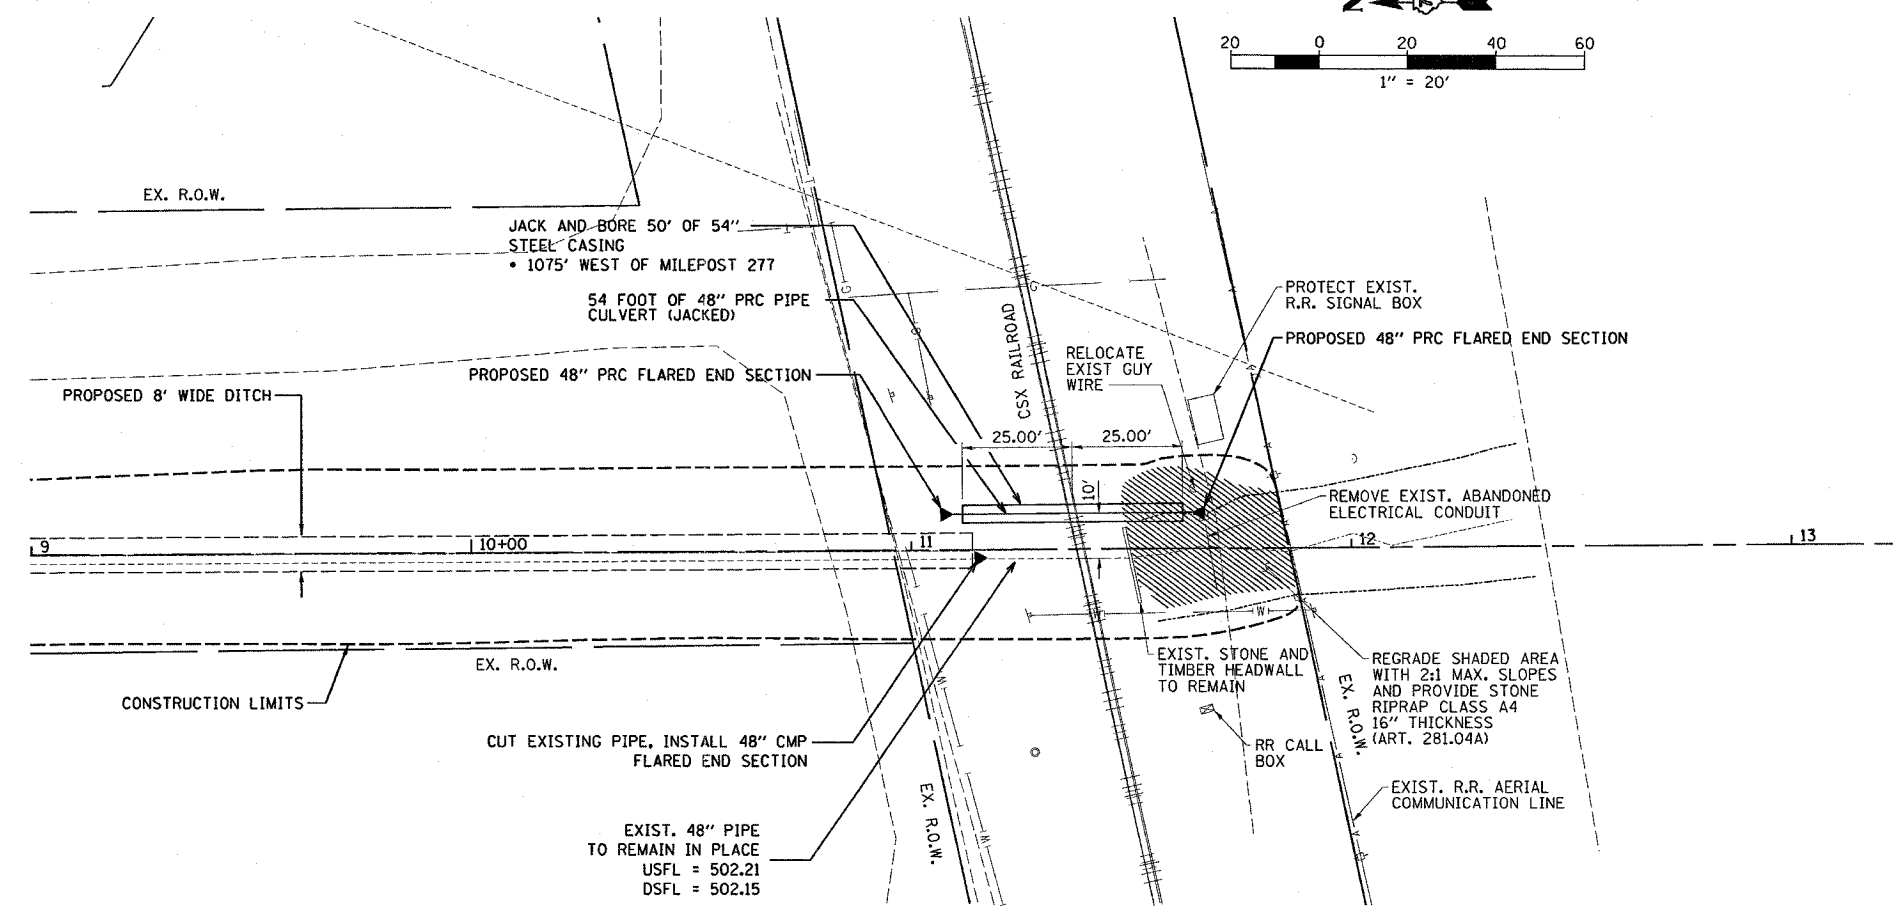 N
20 0 20 40 60
1" = 20'
EX. R.O.W.
JACK AND BORE 50' OF 54"
STEEL CASING
• 1075' WEST OF MILEPOST 277
54 FOOT OF 48" PRC PIPE
CULVERT (JACKED)
PROPOSED 48" PRC FLARED END SECTION
PROPOSED 8' WIDE DITCH
CSX RAILROAD
RELOCATE
EXIST GUY
WIRE
PROTECT EXIST.
R.R. SIGNAL BOX
PROPOSED 48" PRC FLARED END SECTION
25.00' 25.00'
10'
REMOVE EXIST. ABANDONED
ELECTRICAL CONDUIT
9 10+00 11 12 13
G
G
G
W
W
W
W
A
A
A
A
EX. R.O.W.
CONSTRUCTION LIMITS
EXIST. STONE AND
TIMBER HEADWALL
TO REMAIN
REGRADE SHADED AREA
WITH 2:1 MAX. SLOPES
AND PROVIDE STONE
RIPRAP CLASS A4
16" THICKNESS
(ART. 281.04A)
EX. R.O.W.
CUT EXISTING PIPE, INSTALL 48" CMP
FLARED END SECTION
RR CALL
BOX
EX. R.O.W.
EXIST. R.R. AERIAL
COMMUNICATION LINE
EXIST. 48" PIPE
TO REMAIN IN PLACE
USFL = 502.21
DSFL = 502.15